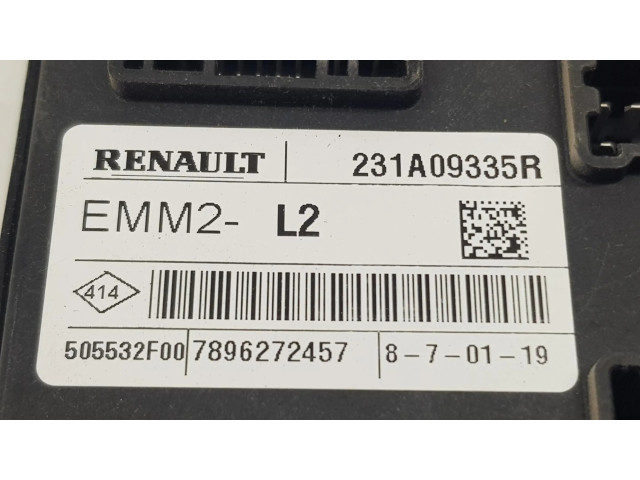 RENAULT 231A09335R
EMM2- L2
414
505532F00 7896272457 8-7-01-19